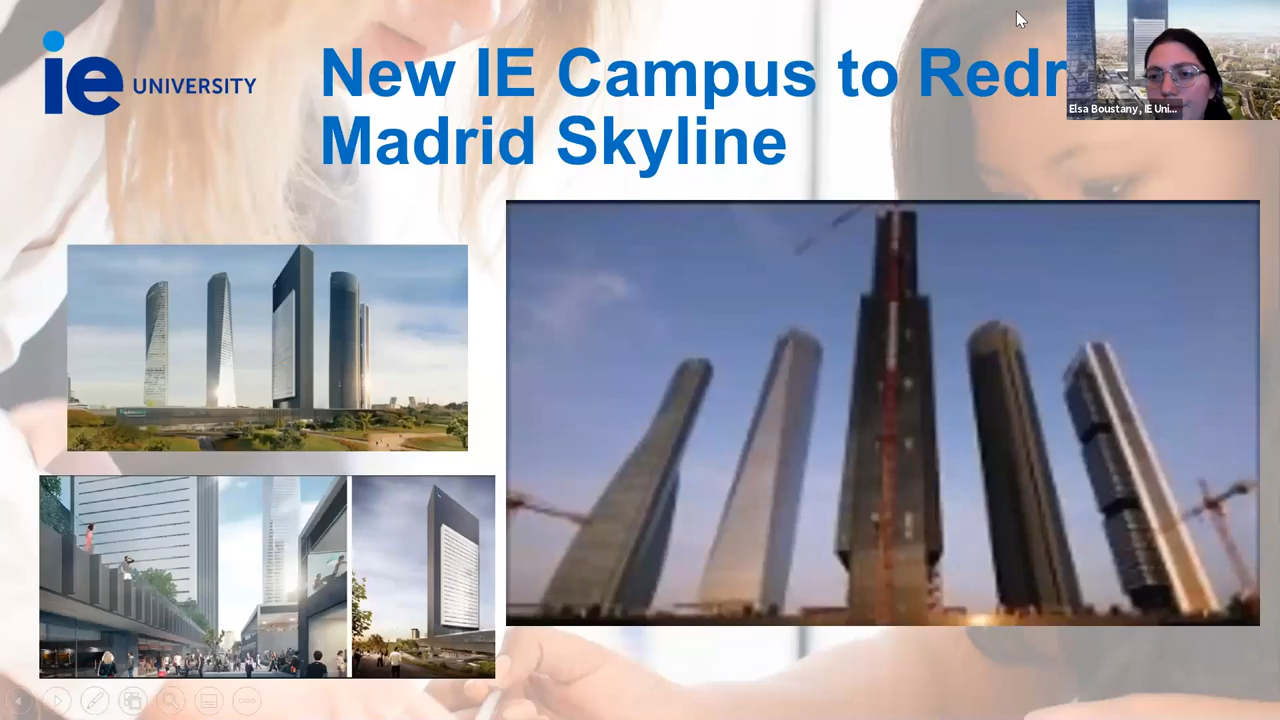 ie UNIVERSITY
New IE Campus to Redr
Madrid Skyline
Elsa Boustany, IE Uni...